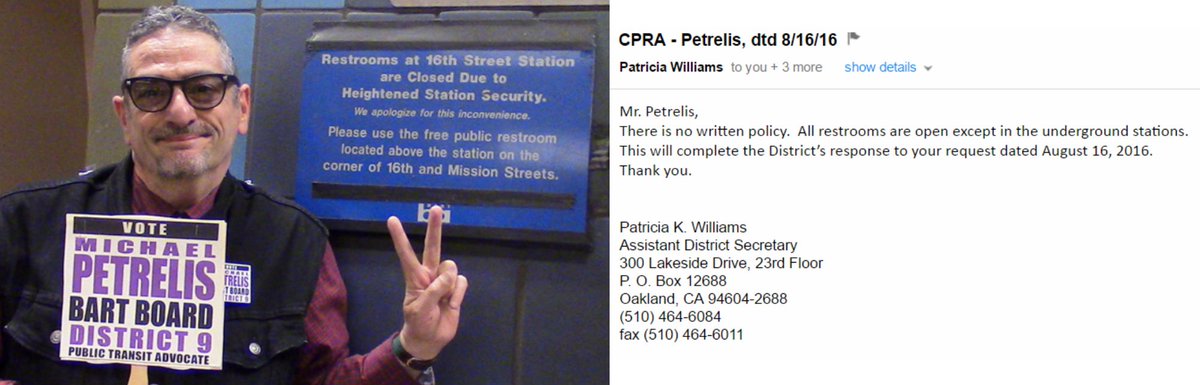 Restrooms at 16th Street Station
are Closed Due to
Heightened Station Security.
We apologize for this inconvenience.
Please use the free public restroom
located above the station on the
corner of 16th and Mission Streets.
VOTE
MICHAEL
PETRELIS
BART BOARD
DISTRICT 9
PUBLIC TRANSIT ADVOCATE
VOTE
TRELIS
T BOARD
TRICT 9
CPRA - Petrelis, dtd 8/16/16
Patricia Williams to you + 3 more show details
Mr. Petrelis,
There is no written policy. All restrooms are open except in the underground stations.
This will complete the District's response to your request dated August 16, 2016.
Thank you.
Patricia K. Williams
Assistant District Secretary
300 Lakeside Drive, 23rd Floor
P. O. Box 12688
Oakland, CA 94604-2688
(510) 464-6084
fax (510) 464-6011